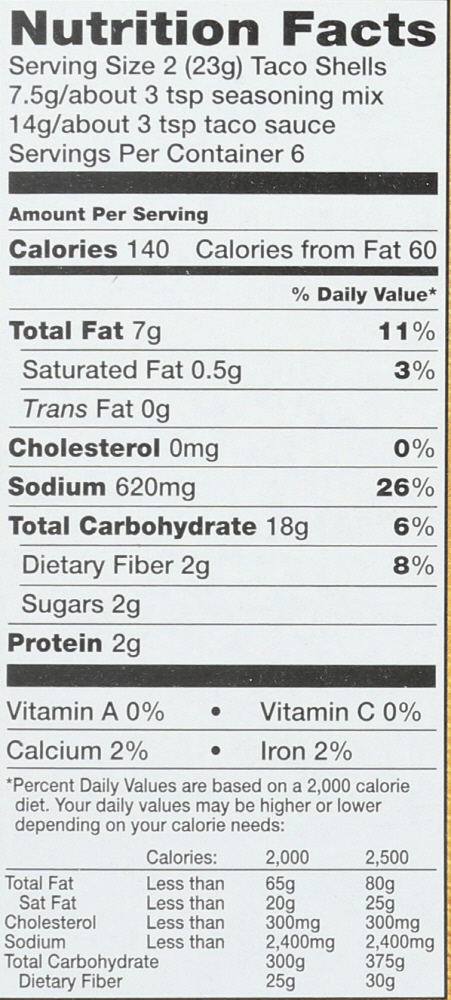 Nutrition Facts
Serving Size 2 (23g) Taco Shells
7.5g/about 3 tsp seasoning mix
14g/about 3 tsp taco sauce
Servings Per Container 6
Amount Per Serving
Calories 140 Calories from Fat 60
% Daily Value*
Total Fat 7g 11%
Saturated Fat 0.5g 3%
Trans Fat 0g
Cholesterol 0mg 0%
Sodium 620mg 26%
Total Carbohydrate 18g 6%
Dietary Fiber 2g 8%
Sugars 2g
Protein 2g
Vitamin A 0% • Vitamin C 0%
Calcium 2% • Iron 2%
*Percent Daily Values are based on a 2,000 calorie
diet. Your daily values may be higher or lower
depending on your calorie needs:
Calories: 2,000 2,500
Total Fat Less than 65g 80g
Sat Fat Less than 20g 25g
Cholesterol Less than 300mg 300mg
Sodium Less than 2,400mg 2,400mg
Total Carbohydrate 300g 375g
Dietary Fiber 25g 30g